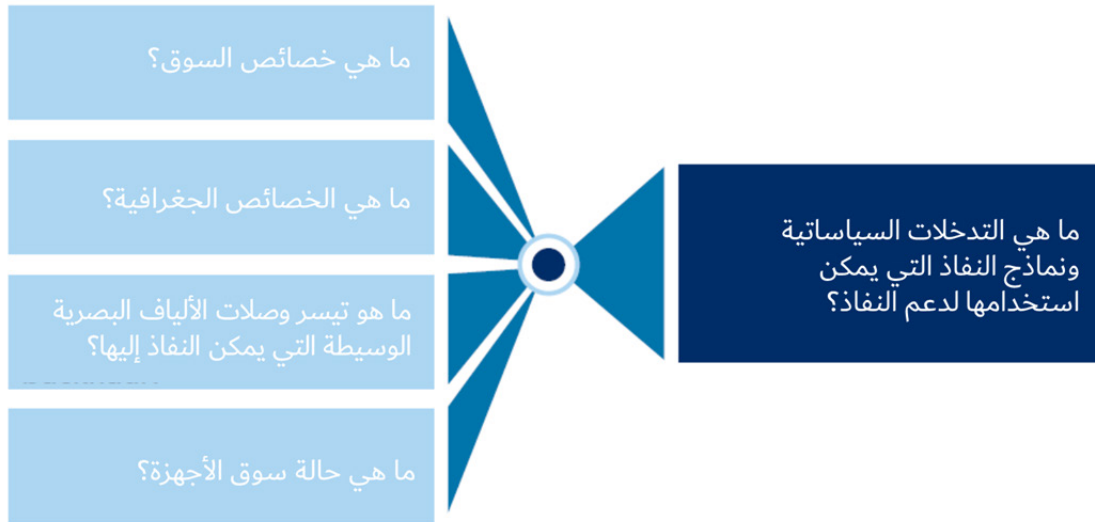 ما هي خصائص السوق؟
ما هي الخصائص الجغرافية؟
ما هو تيسر وصلات الألياف البصرية
الوسيطة التي يمكن النفاذ إليها؟
ما هي حالة سوق الأجهزة؟
ما هي التدخلات السياساتية
ونماذج النفاذ التي يمكن
استخدامها لدعم النفاذ؟